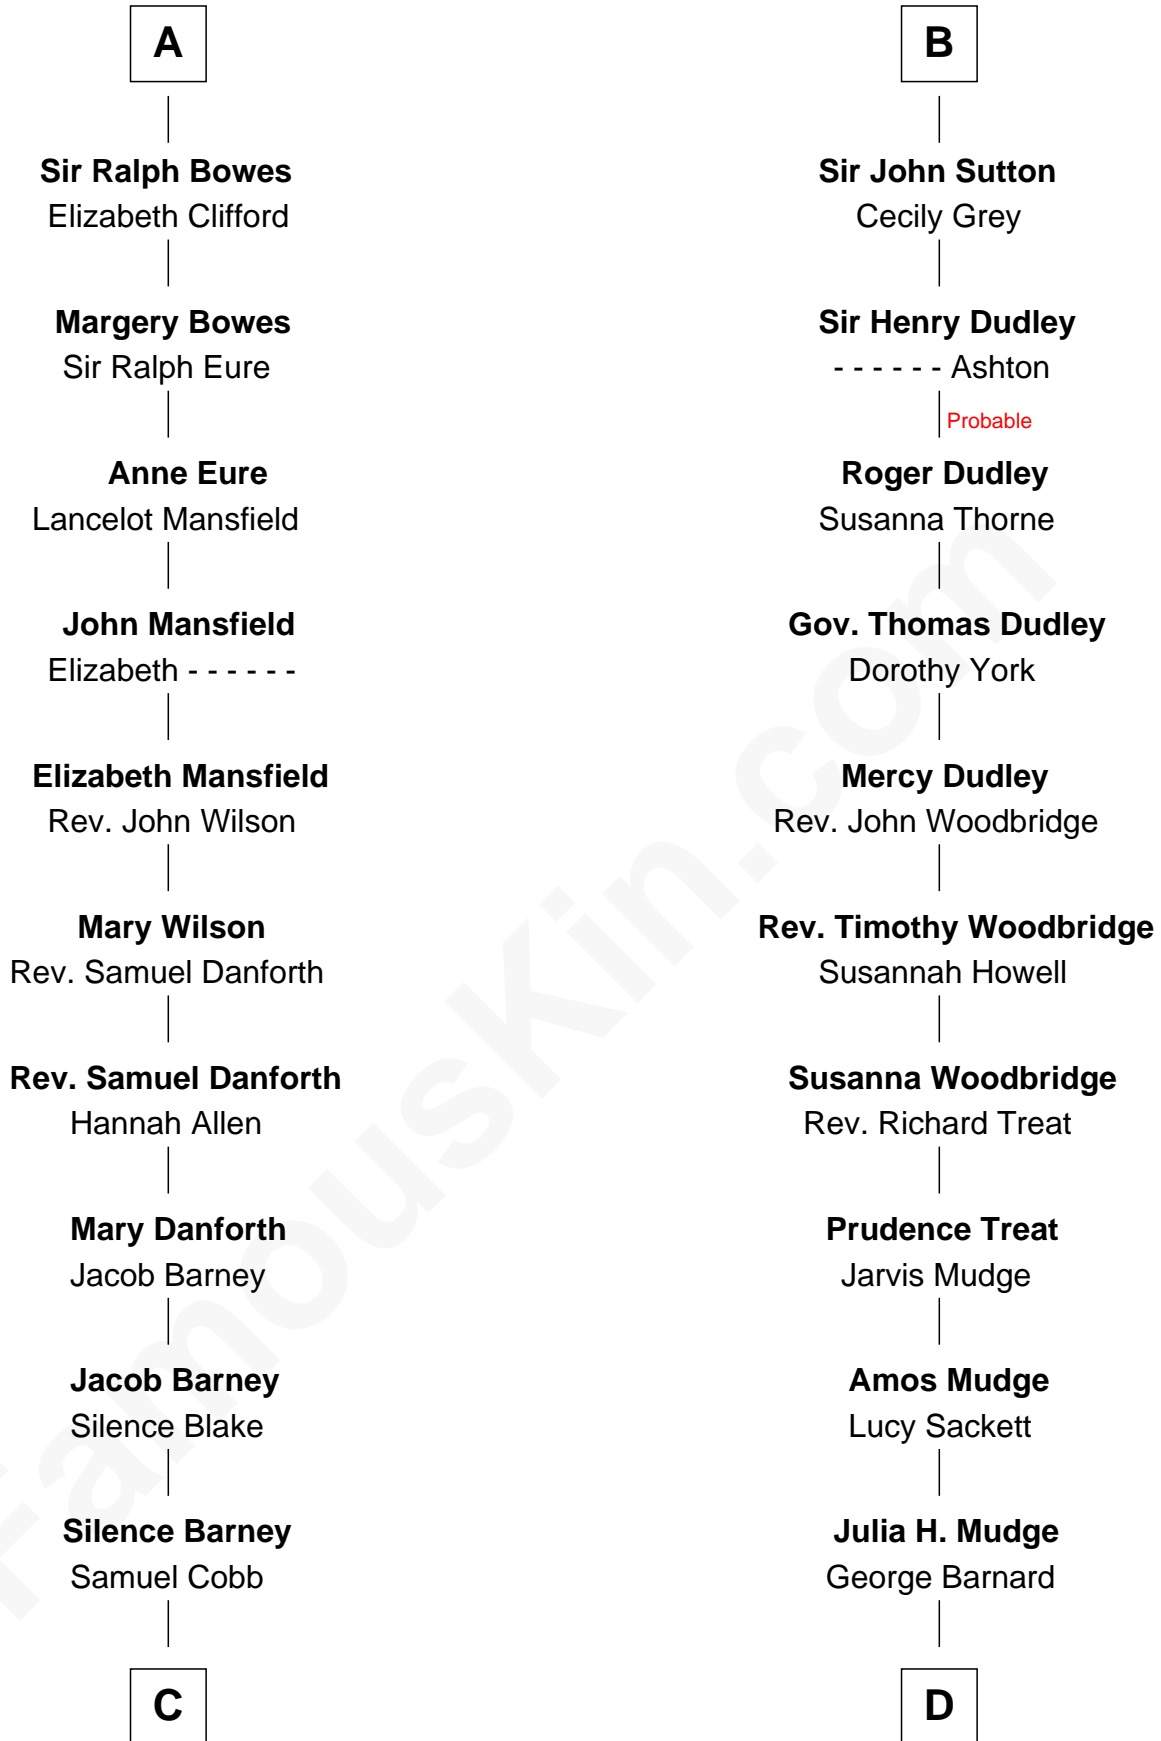 A
Sir Ralph Bowes
Elizabeth Clifford
Margery Bowes
Sir Ralph Eure
Anne Eure
Lancelot Mansfield
John Mansfield
Elizabeth - - - - - -
Elizabeth Mansfield
Rev. John Wilson
Mary Wilson
Rev. Samuel Danforth
Rev. Samuel Danforth
Hannah Allen
Mary Danforth
Jacob Barney
Jacob Barney
Silence Blake
Silence Barney
Samuel Cobb
C
B
Sir John Sutton
Cecily Grey
Sir Henry Dudley
- - - - - - Ashton
Probable
Roger Dudley
Susanna Thorne
Gov. Thomas Dudley
Dorothy York
Mercy Dudley
Rev. John Woodbridge
Rev. Timothy Woodbridge
Susannah Howell
Susanna Woodbridge
Rev. Richard Treat
Prudence Treat
Jarvis Mudge
Amos Mudge
Lucy Sackett
Julia H. Mudge
George Barnard
D
FamousKin.com